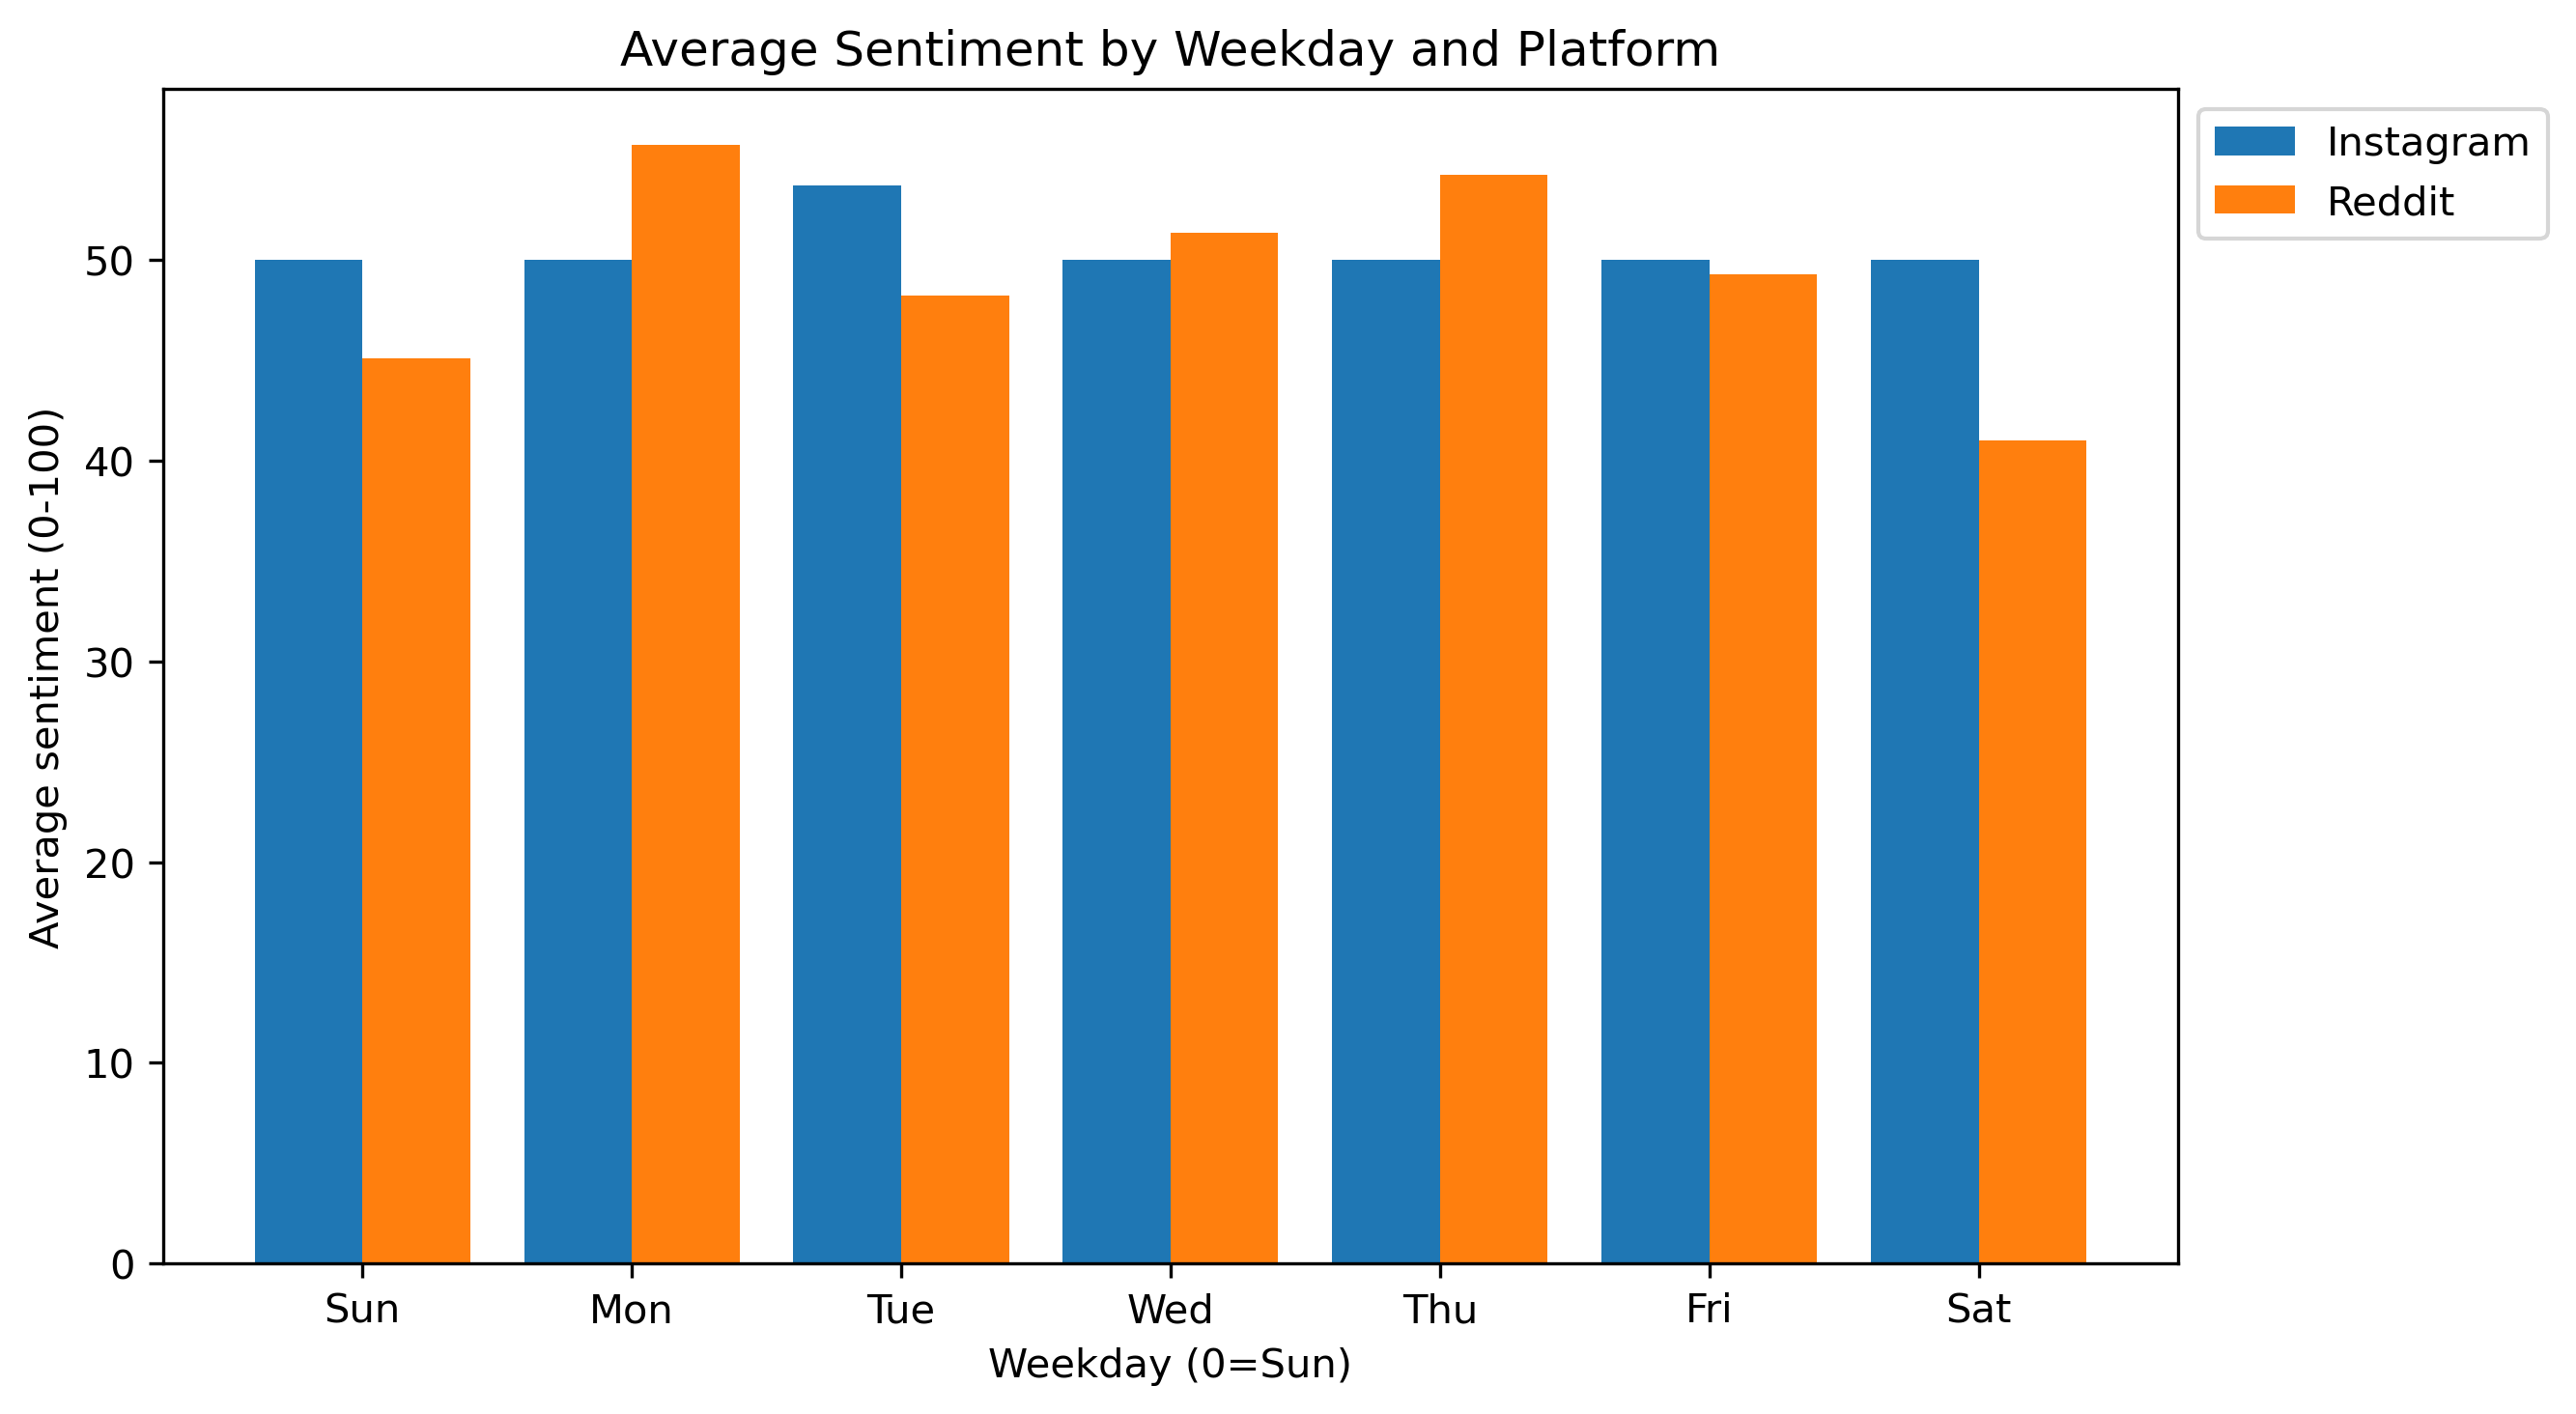 Average Sentiment by Weekday and Platform
Instagram
Reddit
Average sentiment (0-100)
50
40
30
20
10
0
Sun Mon Tue Wed Thu Fri Sat
Weekday (0=Sun)